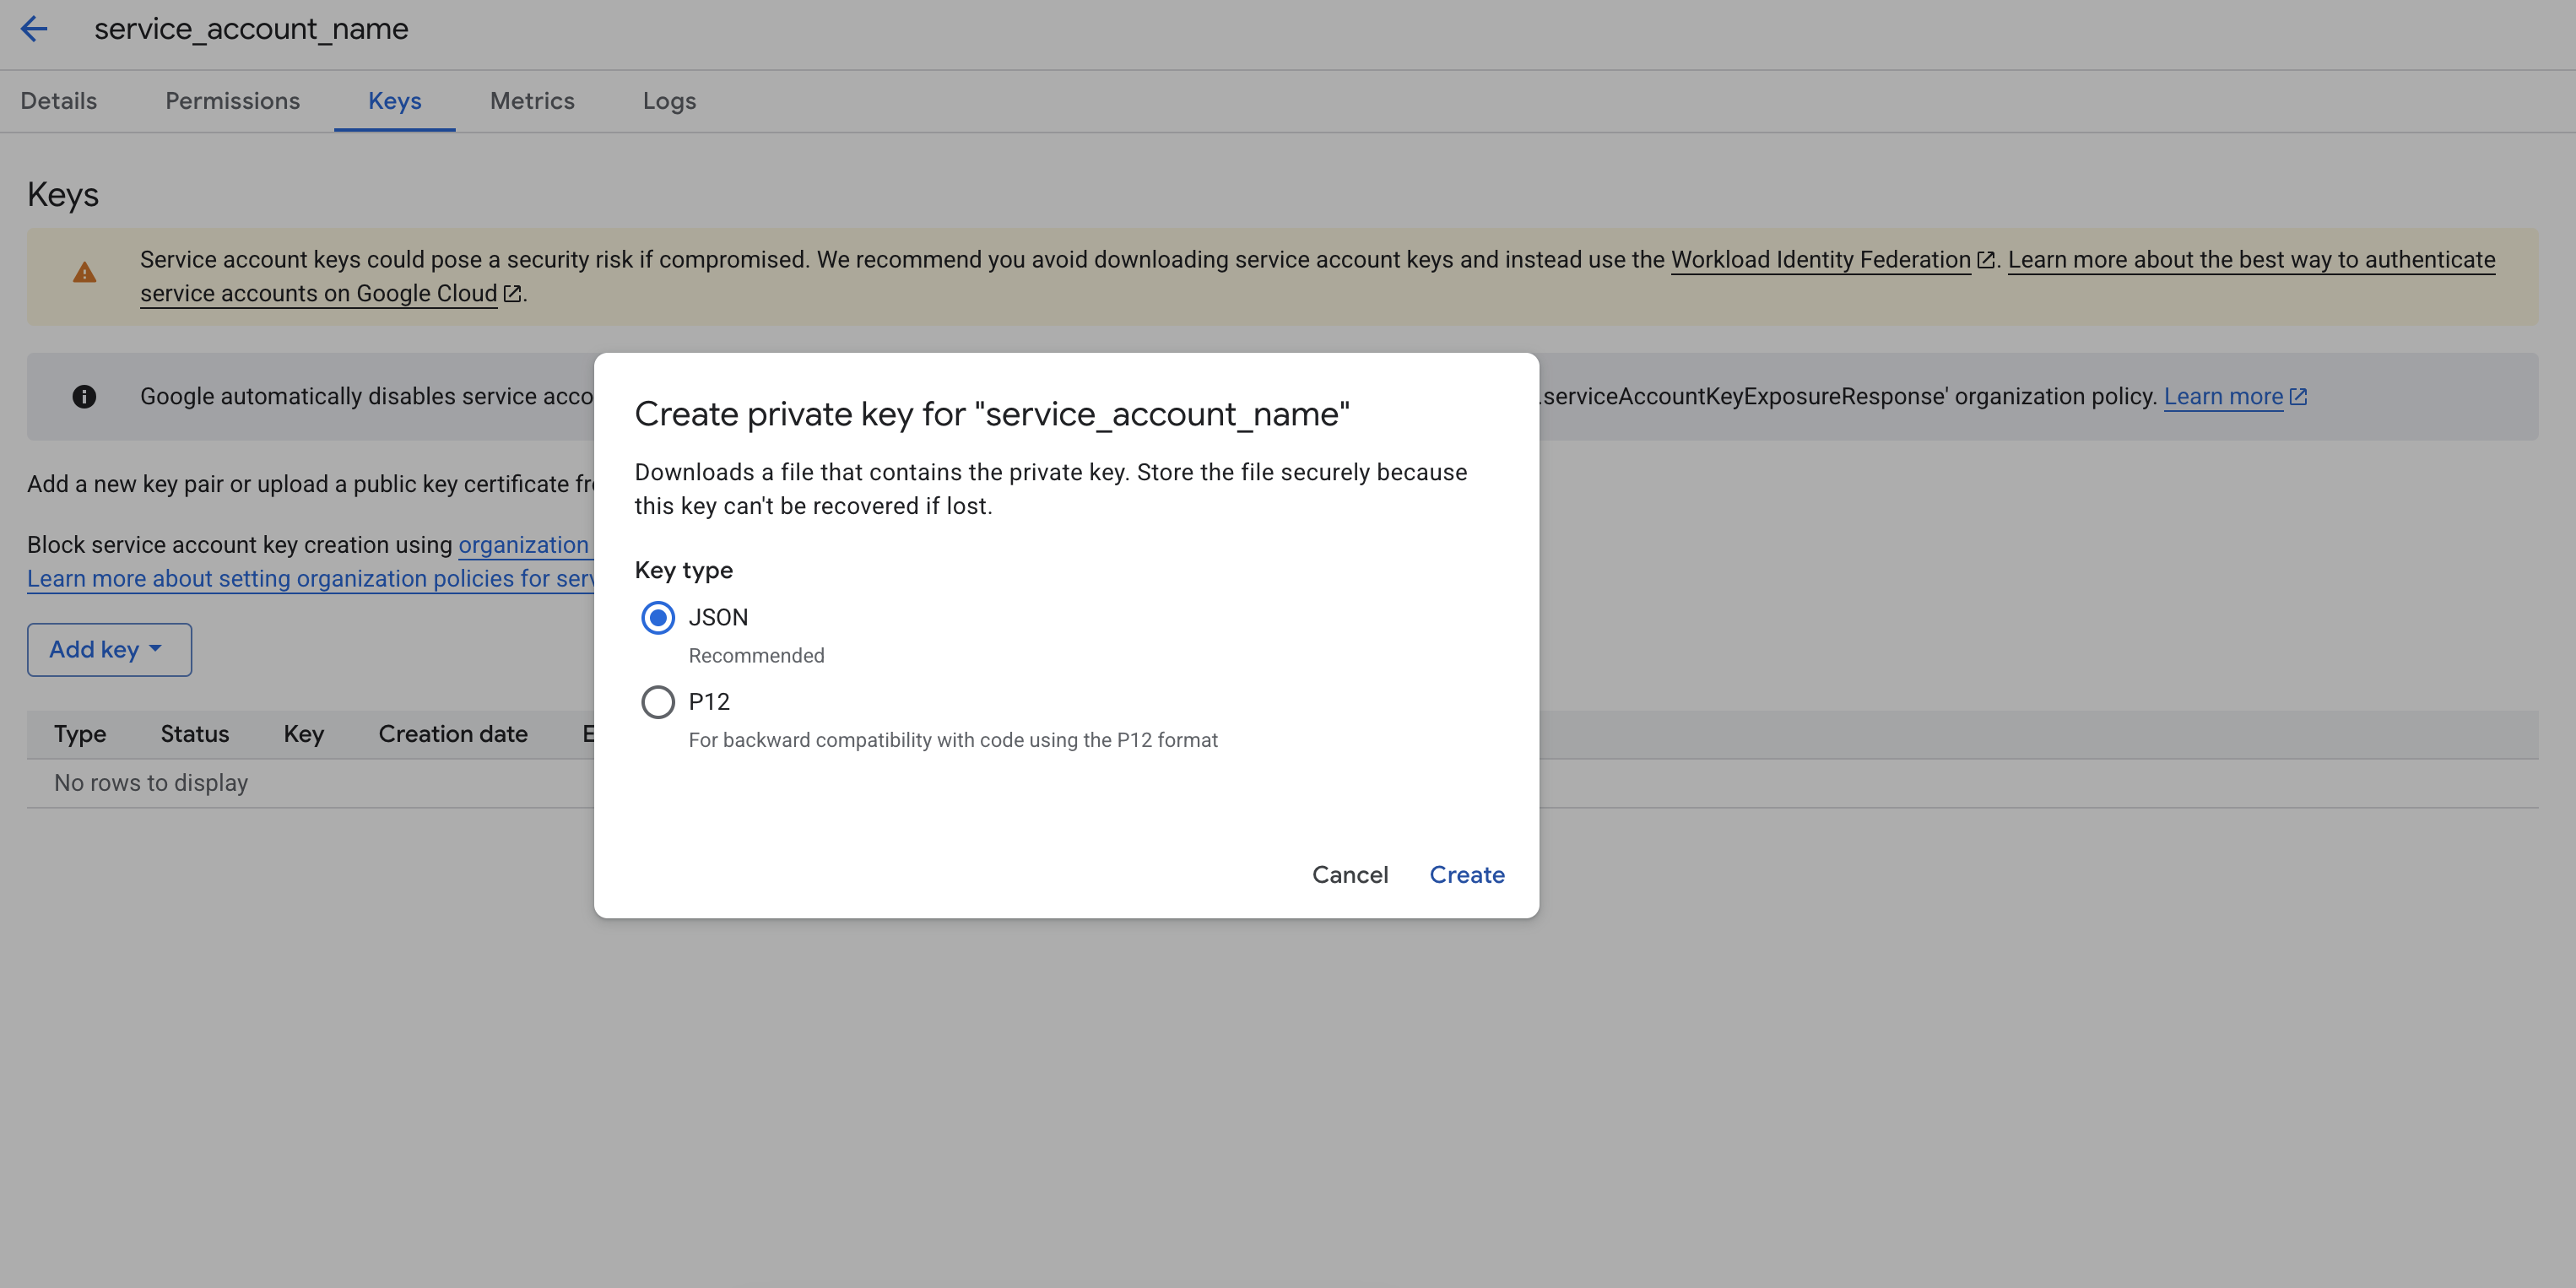 service_account_name
Details Permissions Keys Metrics Logs
Keys
Service account keys could pose a security risk if compromised. We recommend you avoid downloading service account keys and instead use the Workload Identity Federation. Learn more about the best way to authenticate
service accounts on Google Cloud.
Google automatically disables service acco
.serviceAccountKeyExposureResponse' organization policy. Learn more
Add a new key pair or upload a public key certificate
Block service account key creation using organization
Learn more about setting organization policies for serv
Add key
Type Status Key Creation date
No rows to display
Create private key for "service_account_name"
Downloads a file that contains the private key. Store the file securely because
this key can't be recovered if lost.
Key type
JSON
Recommended
P12
For backward compatibility with code using the P12 format
Cancel Create